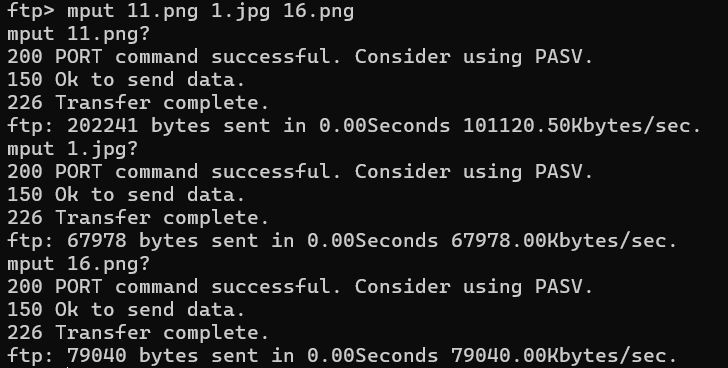 ftp> mput 11.png 1.jpg 16.png
mput 11.png?
200 PORT command successful. Consider using PASV.
150 Ok to send data.
226 Transfer complete.
ftp: 202241 bytes sent in 0.00Seconds 101120.50Kbytes/sec.
mput 1.jpg?
200 PORT command successful. Consider using PASV.
150 Ok to send data.
226 Transfer complete.
ftp: 67978 bytes sent in 0.00Seconds 67978.00Kbytes/sec.
mput 16.png?
200 PORT command successful. Consider using PASV.
150 Ok to send data.
226 Transfer complete.
ftp: 79040 bytes sent in 0.00Seconds 79040.00Kbytes/sec.